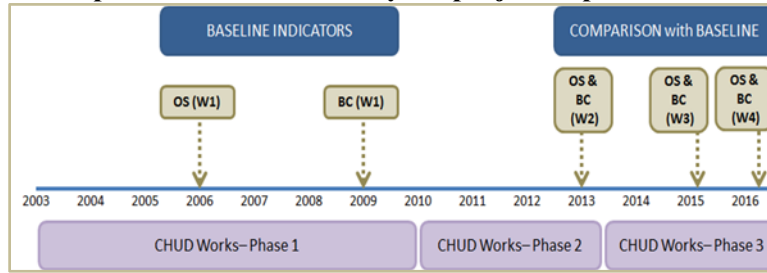 BASELINE INDICATORS
COMPARISON with BASELINE
OS (W1)
BC (W1)
OS &
BC
(W2)
OS &
BC
(W3)
OS &
BC
(W4)
2003 2004 2005 2006 2007 2008 2009 2010 2011 2012 2013 2014 2015 2016
CHUD Works– Phase 1
CHUD Works– Phase 2
CHUD Works– Phase 3